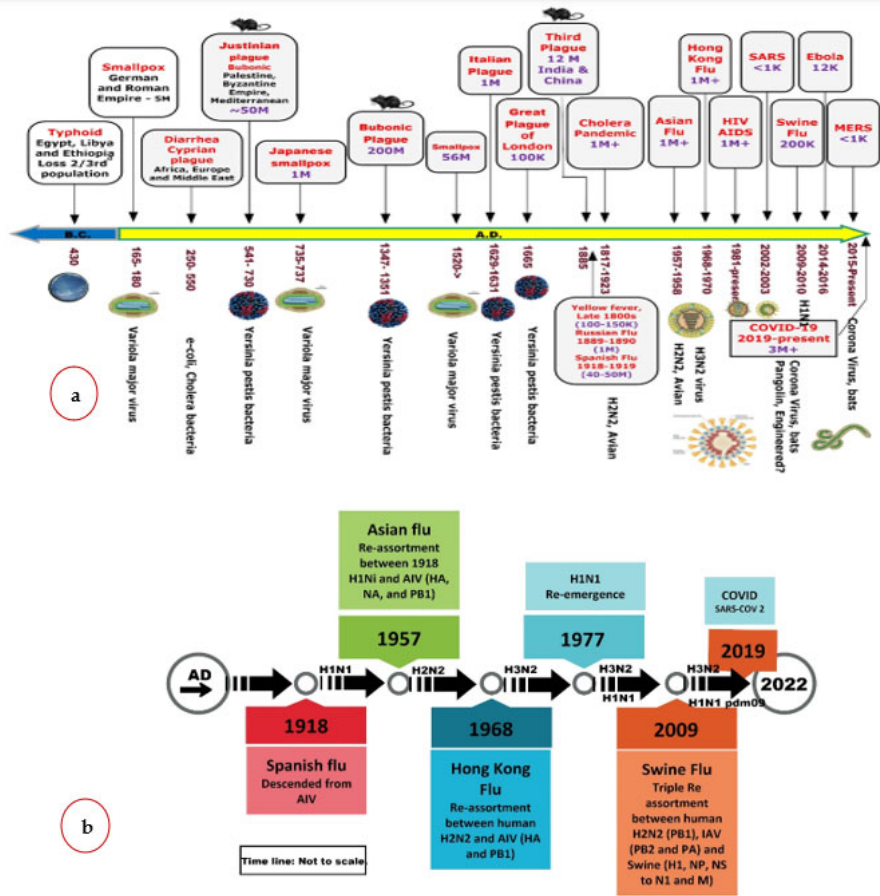 Typhoid
Egypt, Libya
and Ethiopia
Loss 2/3rd
population
Smallpox
German
and Roman
Empire - 5M
Diarrhea
Cyprian
plague
Africa, Europe
and Middle East
Justinian
plague
Bubonic
Palestine,
Byzantine
Empire,
Mediterranean
~50M
Japanese
smallpox
1M
Bubonic
Plague
200M
Smallpox
56M
Italian
Plague
1M
Great
Plague
of
London
100K
Third
Plague
12 M
India &
China
Cholera
Pandemic
1M+
Asian
Flu
1M+
Hong
Kong
Flu
1M+
HIV
AIDS
1M+
SARS
<1K
Swine
Flu
200K
Ebola
12K
MERS
<1K
B.C.
A.D.
430
165- 180
250- 550
541- 730
735-737
1347- 1351
1520->
1629-1631
1665
1885
1817-1923
1957-1958
1968-1970
1981-present
2002-2003
2009-2010
2014-2016
2015-Present
Variola major virus
e-coli, Cholera bacteria
Yersinia pestis bacteria
Variola major virus
Yersinia pestis bacteria
Variola major virus
Yersinia pestis bacteria
Yersinia pestis bacteria
Yellow fever,
Late 1800s
(100-150K)
Russian Flu
1889-1890
(1M)
Spanish Flu
1918-1919
(40-50M)
H2N2, Avian
H2N2, Avian
H3N2 virus
H1N1
COVID-19
2019-present
3M+
Corona Virus, bats
Pangolin, Engineered?
Corona Virus, bats
a
Asian flu
Re-assortment
between 1918
H1Ni and AIV (HA,
NA, and PB1)
1957
H1N1
Re-emergence
1977
COVID
SARS-COV 2
2019
AD
H1N1
H2N2
H3N2
H3N2
H1N1
H3N2
H1N1 pdm09
2022
1918
Spanish flu
Descended from
AIV
1968
Hong Kong
Flu
Re-assortment
between human
H2N2 and AIV (HA
and PB1)
2009
Swine Flu
Triple Re
assortment
between human
H2N2 (PB1), IAV
(PB2 and PA) and
Swine (H1, NP, NS
to N1 and M)
b
Time line: Not to scale.